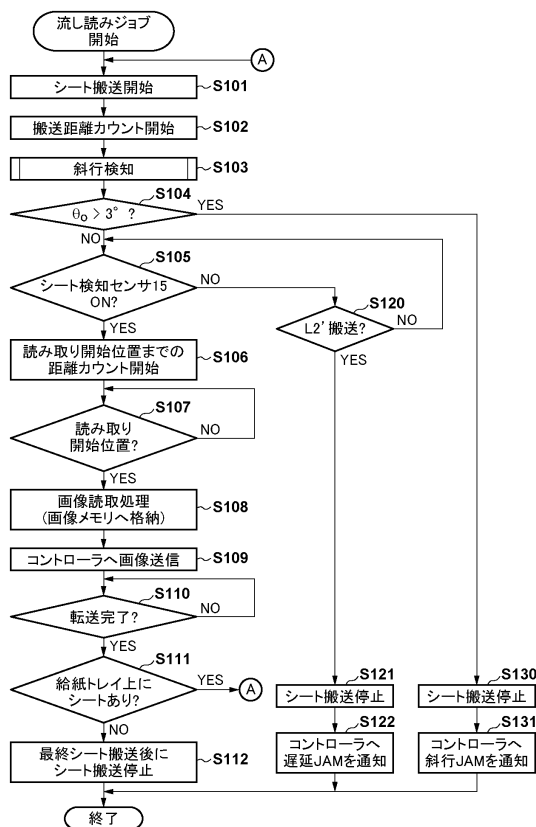 流し読みジョブ
開始
A
シート搬送開始
S101
搬送距離カウント開始
S102
斜行検知
S103
S104
θo > 3° ?
YES
NO
S105
シート検知センサ15
ON?
NO
YES
S120
L2'搬送?
NO
YES
読み取り開始位置までの
距離カウント開始
S106
S107
読み取り
開始位置?
NO
YES
画像読取処理
(画像メモリへ格納)
S108
コントローラへ画像送信
S109
S110
転送完了?
NO
YES
S111
給紙トレイ上に
シートあり?
YES
A
NO
最終シート搬送後に
シート搬送停止
S112
S121
シート搬送停止
S122
コントローラへ
遅延JAMを通知
S130
シート搬送停止
S131
コントローラへ
斜行JAMを通知
終了